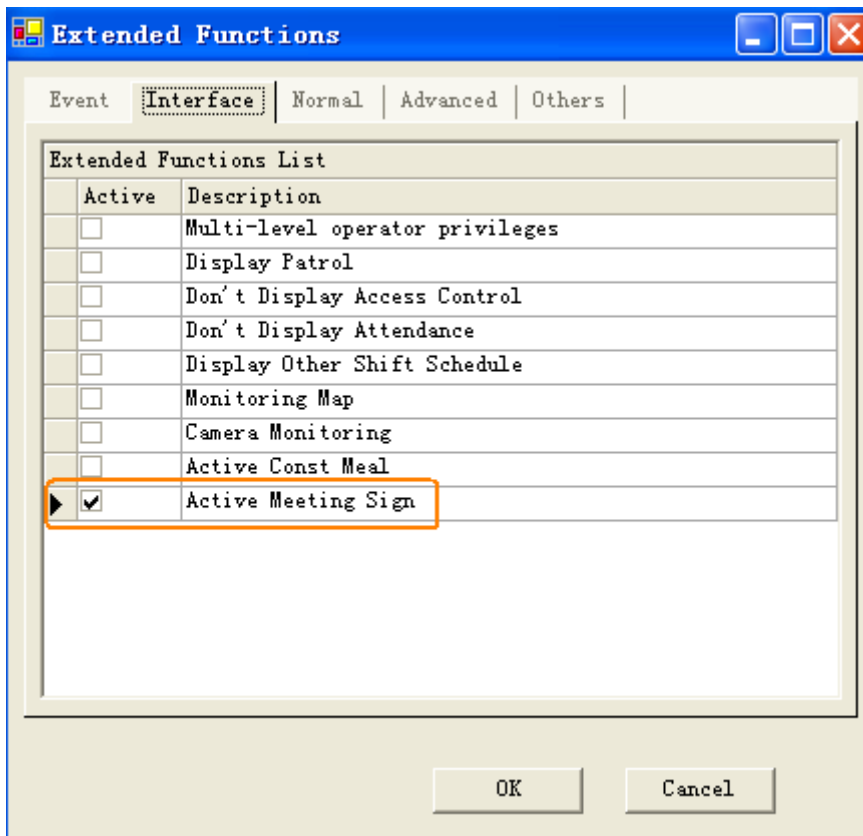 Extended Functions
Event Interface Normal Advanced Others
Extended Functions List
Active Description
Multi-level operator privileges
Display Patrol
Don't Display Access Control
Don't Display Attendance
Display Other Shift Schedule
Monitoring Map
Camera Monitoring
Active Const Meal
Active Meeting Sign
OK Cancel